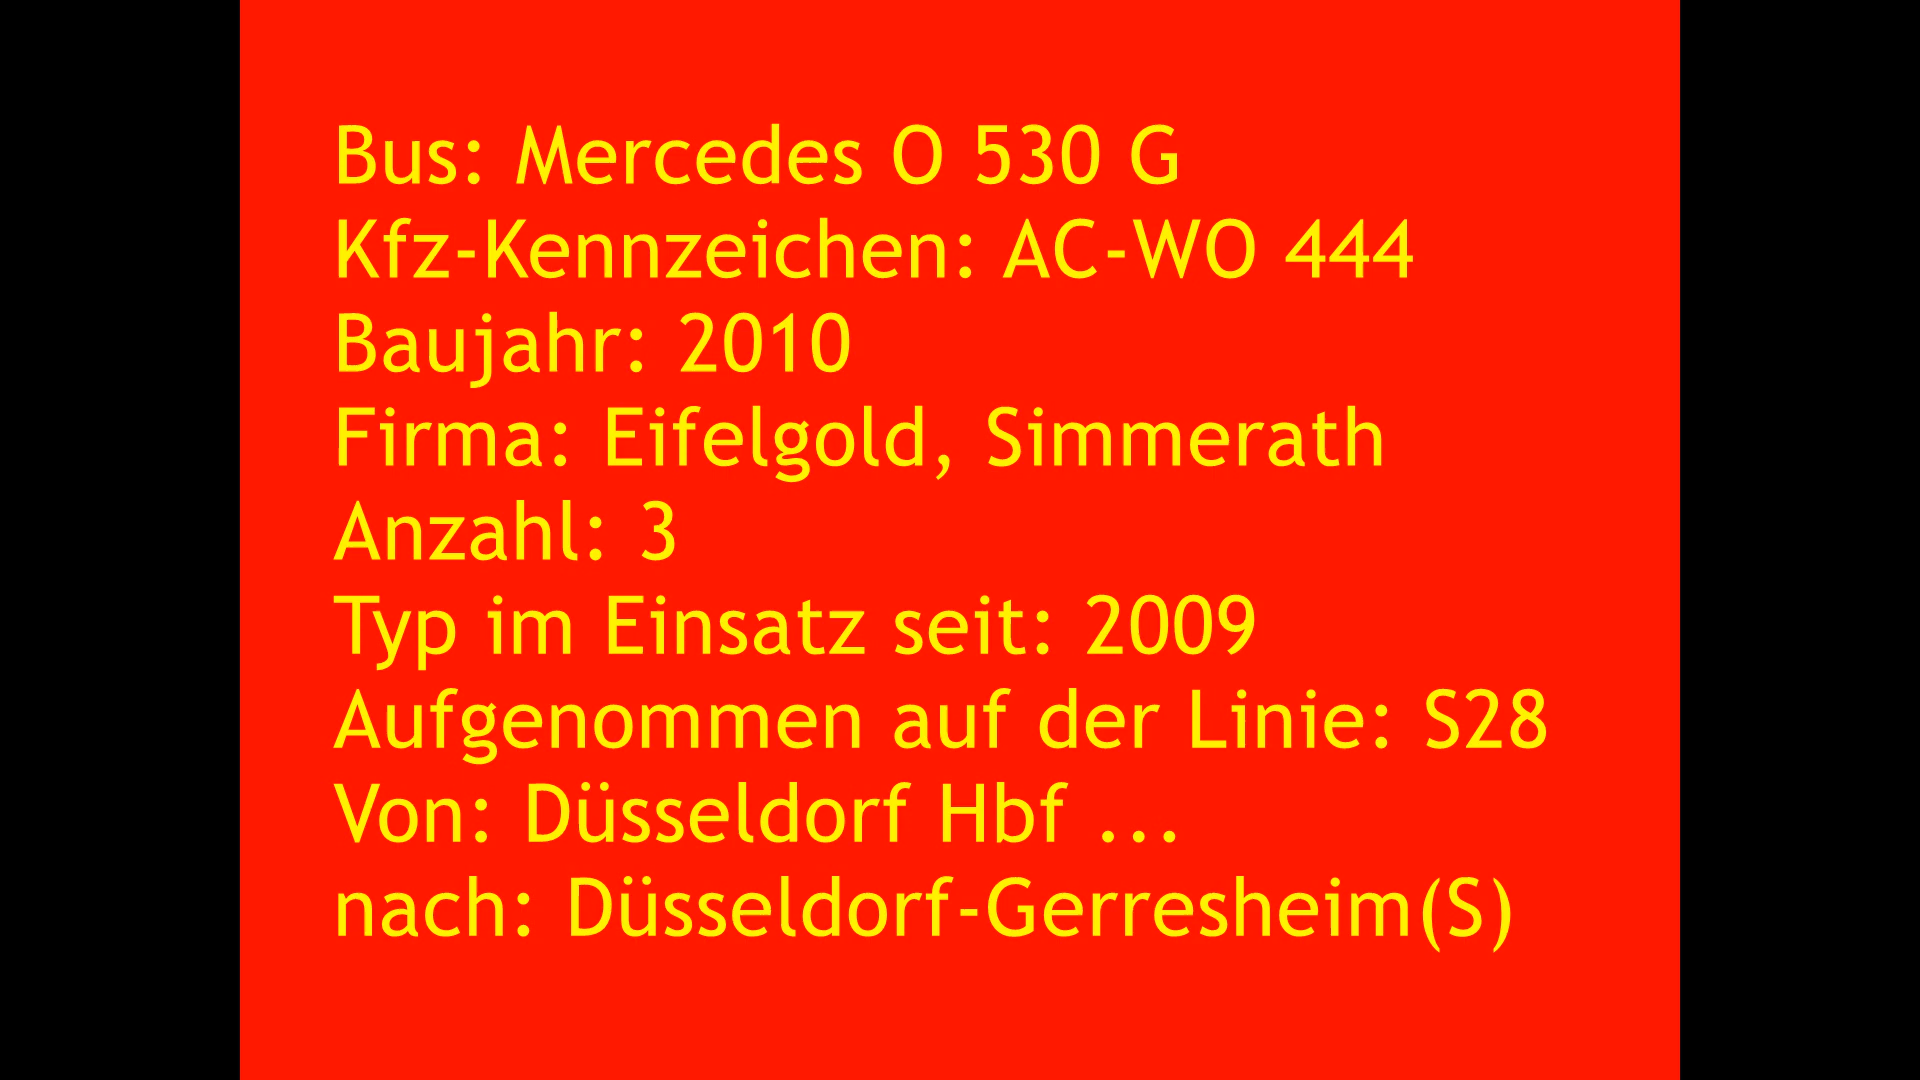 Bus: Mercedes O 530 G
Kfz-Kennzeichen: AC-WO 444
Baujahr: 2010
Firma: Eifelgold, Simmerath
Anzahl: 3
Typ im Einsatz seit: 2009
Aufgenommen auf der Linie: S28
Von: Düsseldorf Hbf ...
nach: Düsseldorf-Gerresheim(S)